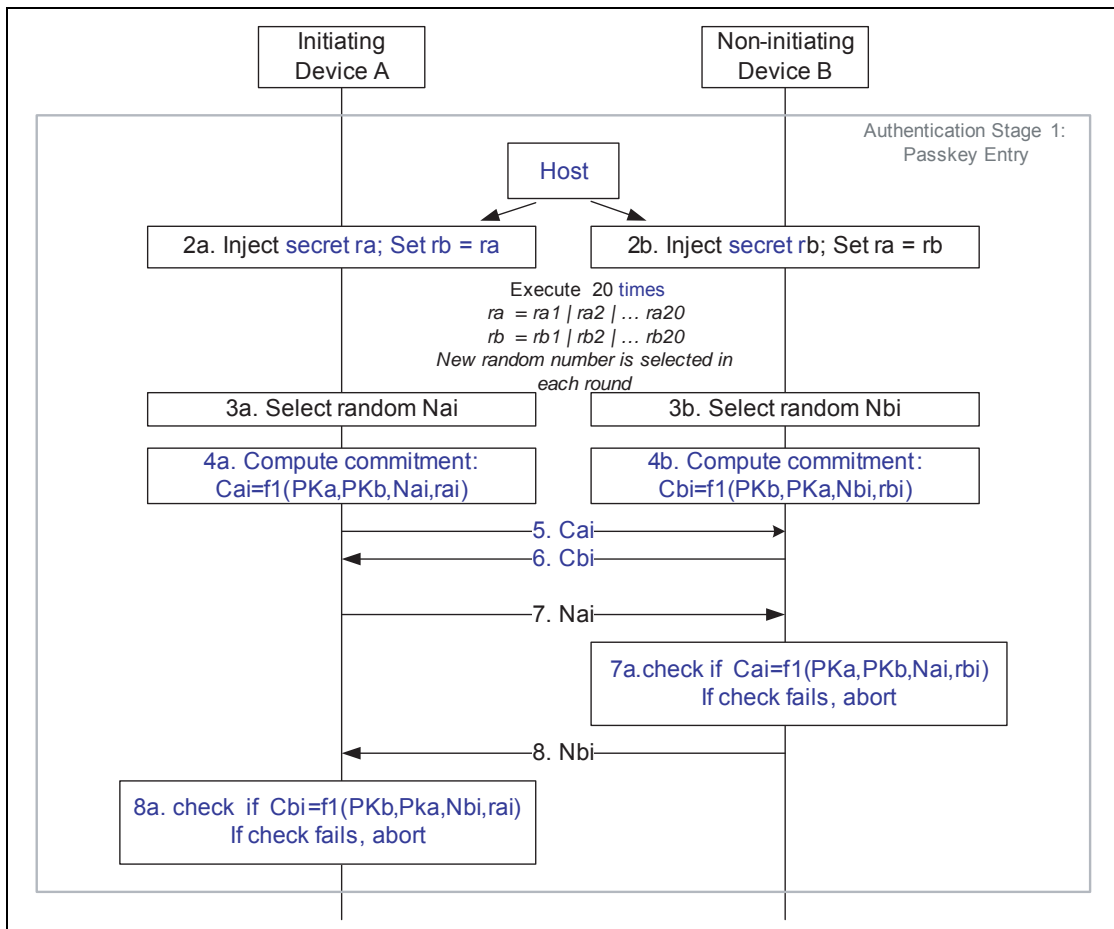 Initiating
Device A
Non-initiating
Device B
Authentication Stage 1:
Passkey Entry
Host
2a. Inject secret ra; Set rb = ra
2b. Inject secret rb; Set ra = rb
Execute 20 times
ra = ra1 | ra2 | … ra20
rb = rb1 | rb2 | … rb20
New random number is selected in
each round
3a. Select random Nai
3b. Select random Nbi
4a. Compute commitment:
Cai=f1(PKa,PKb,Nai,rai)
4b. Compute commitment:
Cbi=f1(PKb,PKa,Nbi,rbi)
5. Cai
6. Cbi
7. Nai
7a.check if Cai=f1(PKa,PKb,Nai,rbi)
If check fails, abort
8. Nbi
8a. check if Cbi=f1(PKb,Pka,Nbi,rai)
If check fails, abort